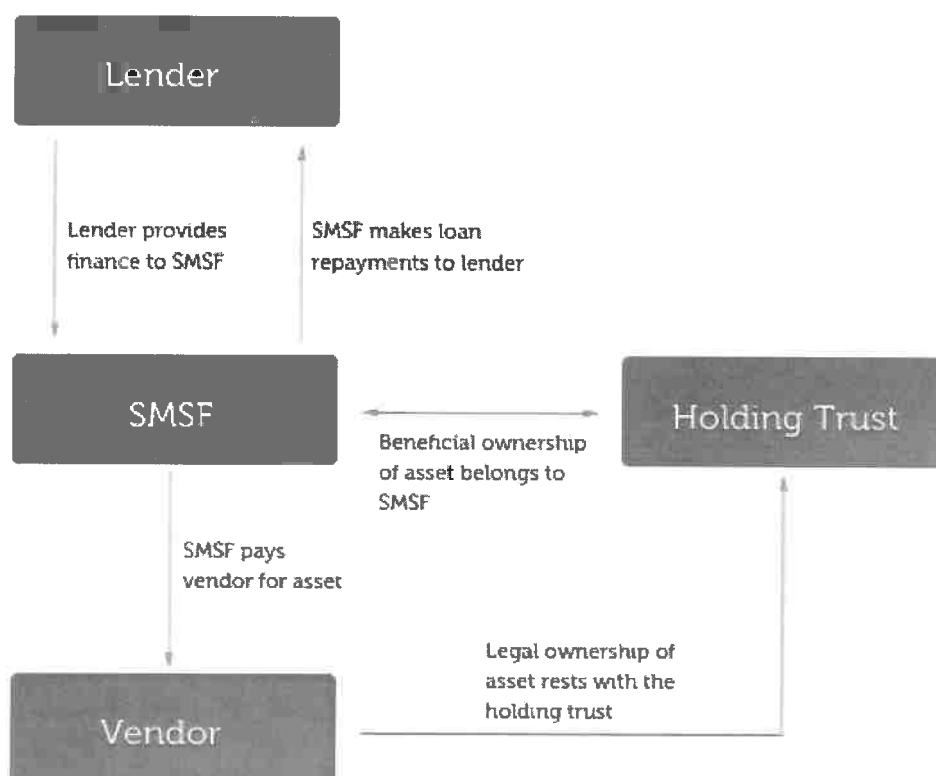 Lender
Lender provides
finance to SMSF
SMSF makes loan
repayments to lender
SMSF
Holding Trust
Beneficial ownership
of asset belongs to
SMSF
SMSF pays
vendor for asset
Legal ownership of
asset rests with the
holding trust
Vendor